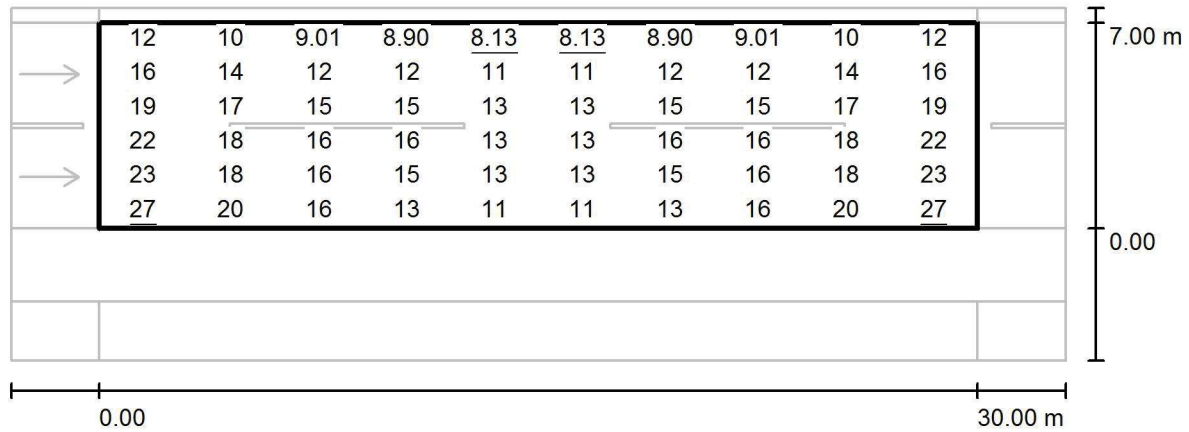 12 10 9.01 8.90 8.13 8.13 8.90 9.01 10 12
7.00 m
16 14 12 12 11 11 12 12 14 16
19 17 15 15 13 13 15 15 17 19
22 18 16 16 13 13 16 16 18 22
23 18 16 15 13 13 15 16 18 23
27 20 16 13 11 11 13 16 20 27
0.00
0.00 30.00 m